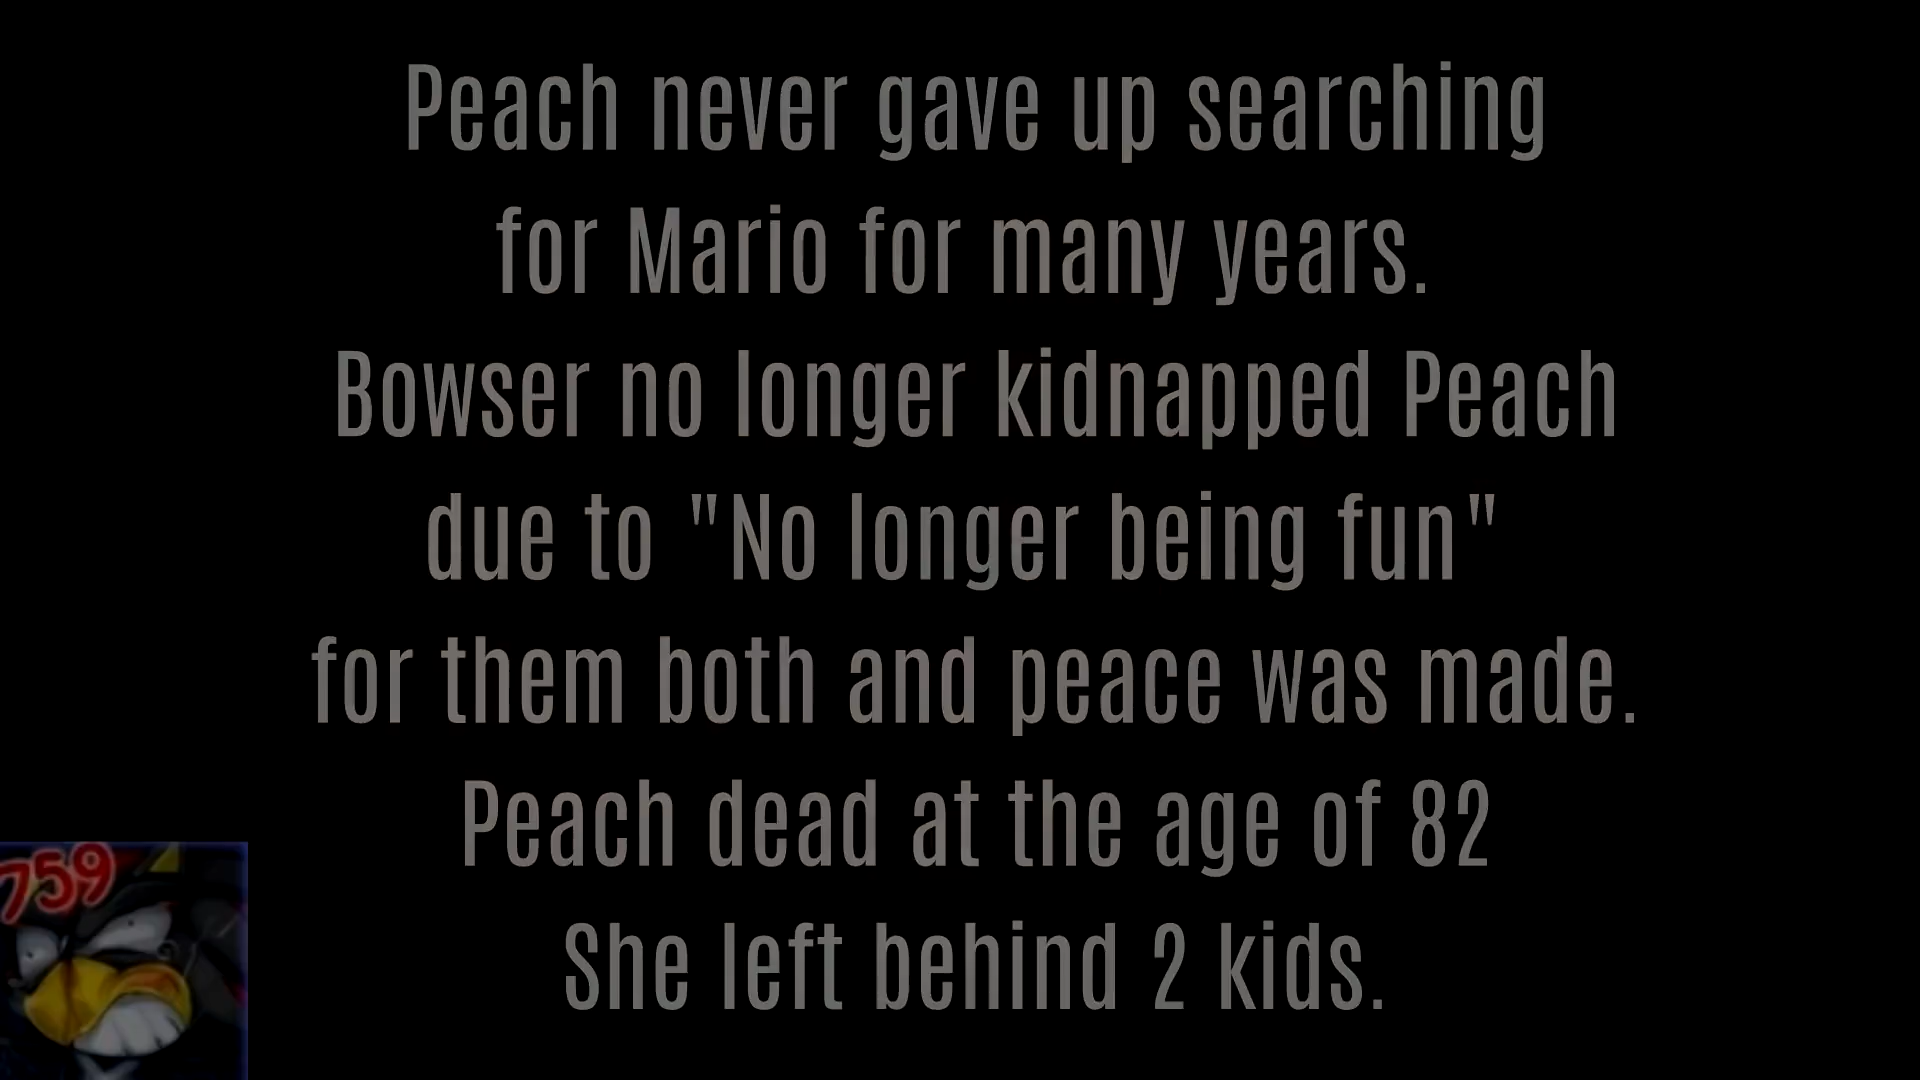 Peach never gave up searching
for Mario for many years.
Bowser no longer kidnapped Peach
due to "No longer being fun"
for them both and peace was made.
Peach dead at the age of 82
She left behind 2 kids.
759